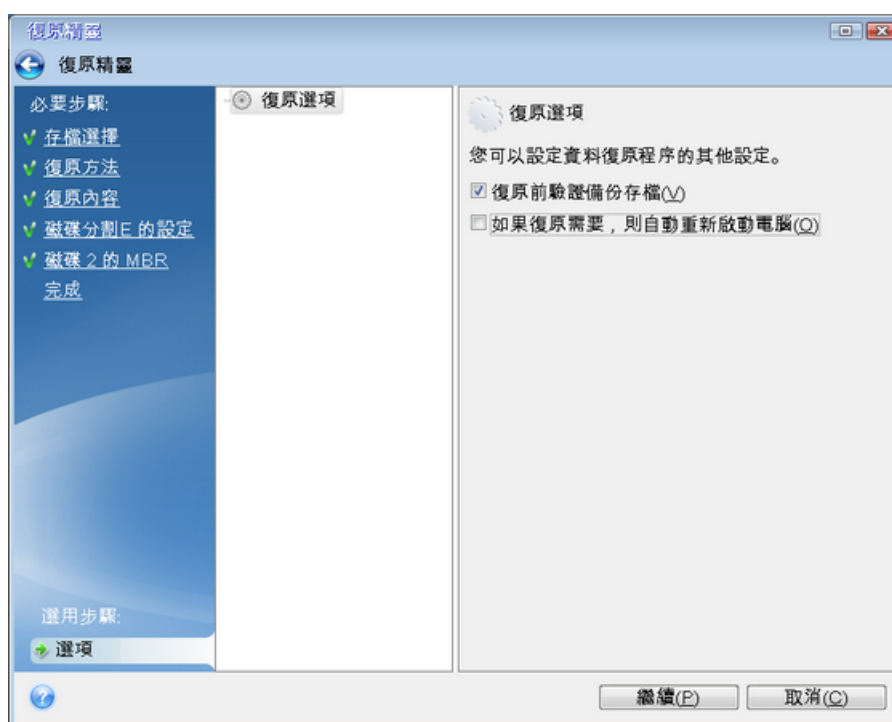 復原精靈
復原精靈
必要步驟:
存檔選擇
復原方法
復原內容
磁碟分割E 的設定
磁碟 2 的 MBR
完成
選用步驟:
選項
復原選項
復原選項
您可以設定資料復原程序的其他設定。
復原前驗證備份存檔(V)
如果復原需要，則自動重新啟動電腦(O)
繼續(P)
取消(C)